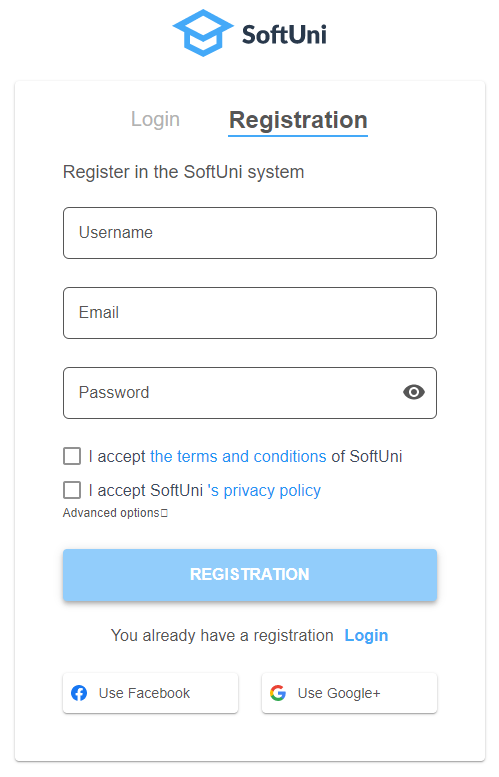 SoftUni
Login Registration
Register in the SoftUni system
Username
Email
Password
I accept the terms and conditions of SoftUni
I accept SoftUni 's privacy policy
Advanced options
REGISTRATION
You already have a registration Login
Use Facebook Use Google+